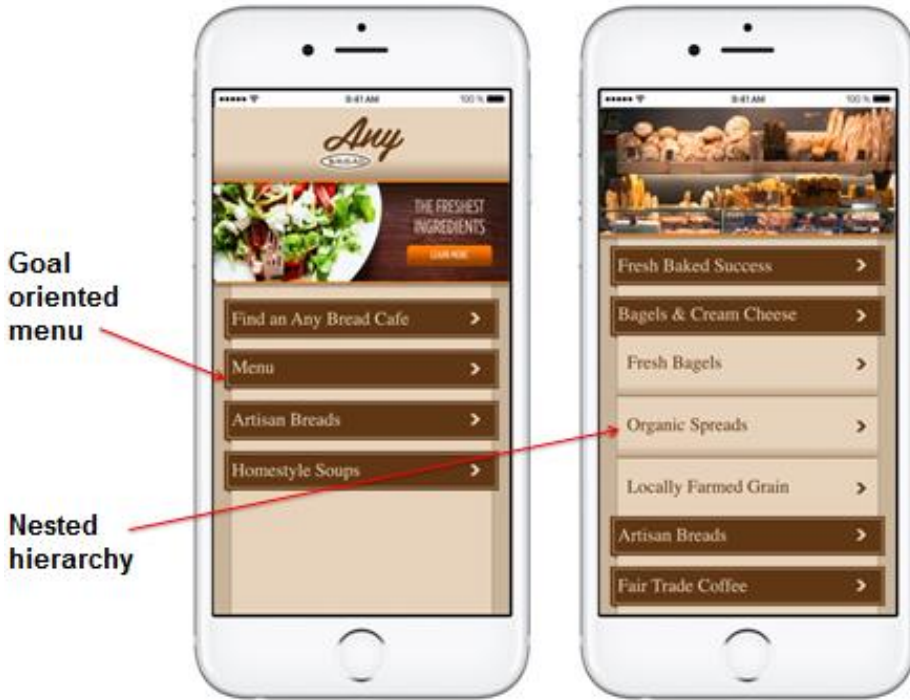 Goal
oriented
menu
Nested
hierarchy
9:41 AM 100 %
Any
BREAD
THE FRESHEST
INGREDIENTS
LEARN MORE
Find an Any Bread Cafe
Menu
Artisan Breads
Homestyle Soups
9:41 AM 100 %
Fresh Baked Success
Bagels & Cream Cheese
Fresh Bagels
Organic Spreads
Locally Farmed Grain
Artisan Breads
Fair Trade Coffee